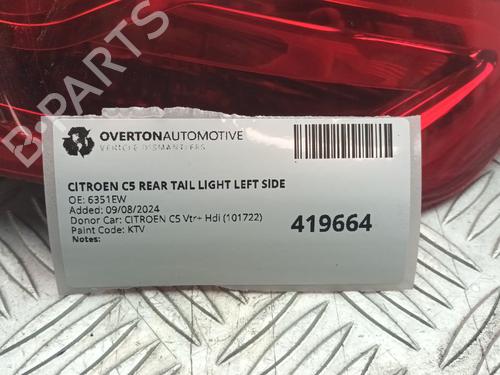 B-PARTS
OVERTONAUTOMOTIVE
VEHICLE DISMANTLERS
CITROEN C5 REAR TAIL LIGHT LEFT SIDE
OE: 6351EW
Added: 09/08/2024
Donor Car: CITROEN C5 Vtr+ Hdi (101722)
Paint Code: KTV
Notes:
419664